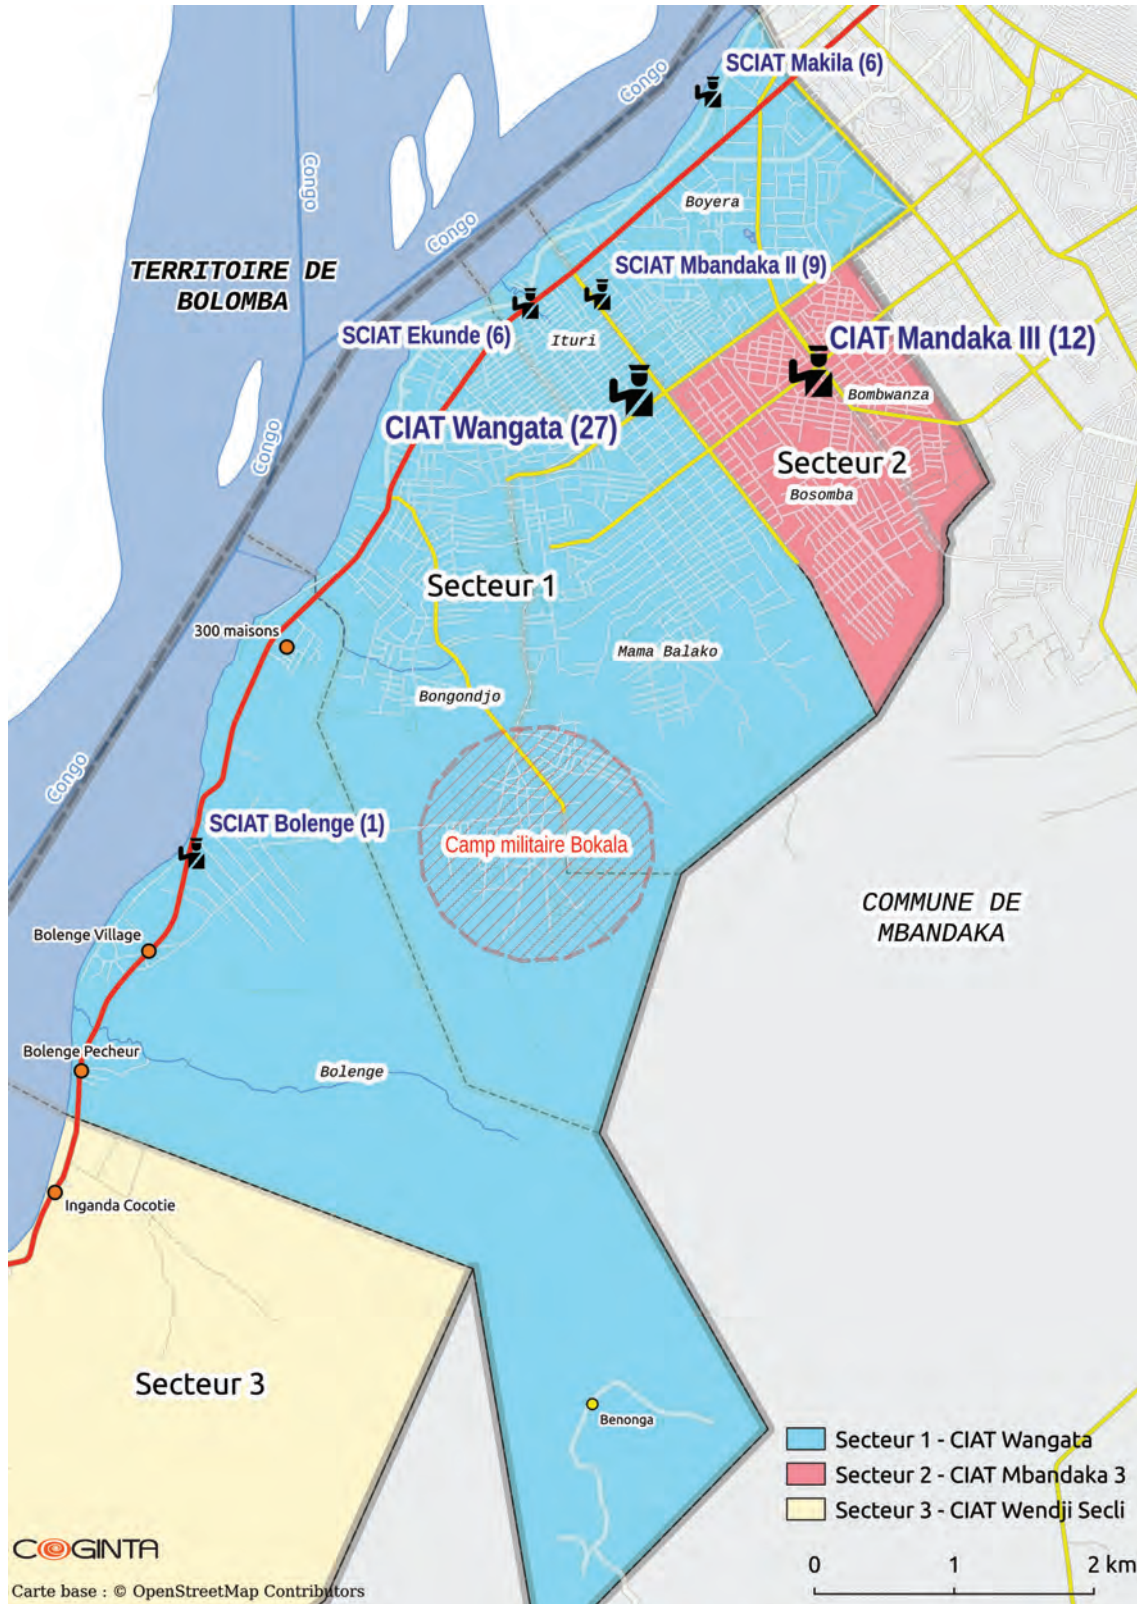 SCIAT Makila (6)
Congo
Congo
Boyera
Congo
TERRITOIRE DE
BOLOMBA
SCIAT Mbandaka II (9)
SCIAT Ekunde (6)
Ituri
CIAT Mandaka III (12)
Bombwanza
CIAT Wangata (27)
Congo
Secteur 2
Bosomba
Secteur 1
300 maisons
Mama Balako
Bongondjo
Congo
SCIAT Bolenge (1)
Camp militaire Bokala
COMMUNE DE
MBANDAKA
Bolenge Village
Bolenge Pecheur
Bolenge
Inganda Cocotie
Secteur 3
Benonga
Secteur 1 - CIAT Wangata
Secteur 2 - CIAT Mbandaka 3
Secteur 3 - CIAT Wendji Secli
COGINTA
0 1 2 km
Carte base : © OpenStreetMap Contributors